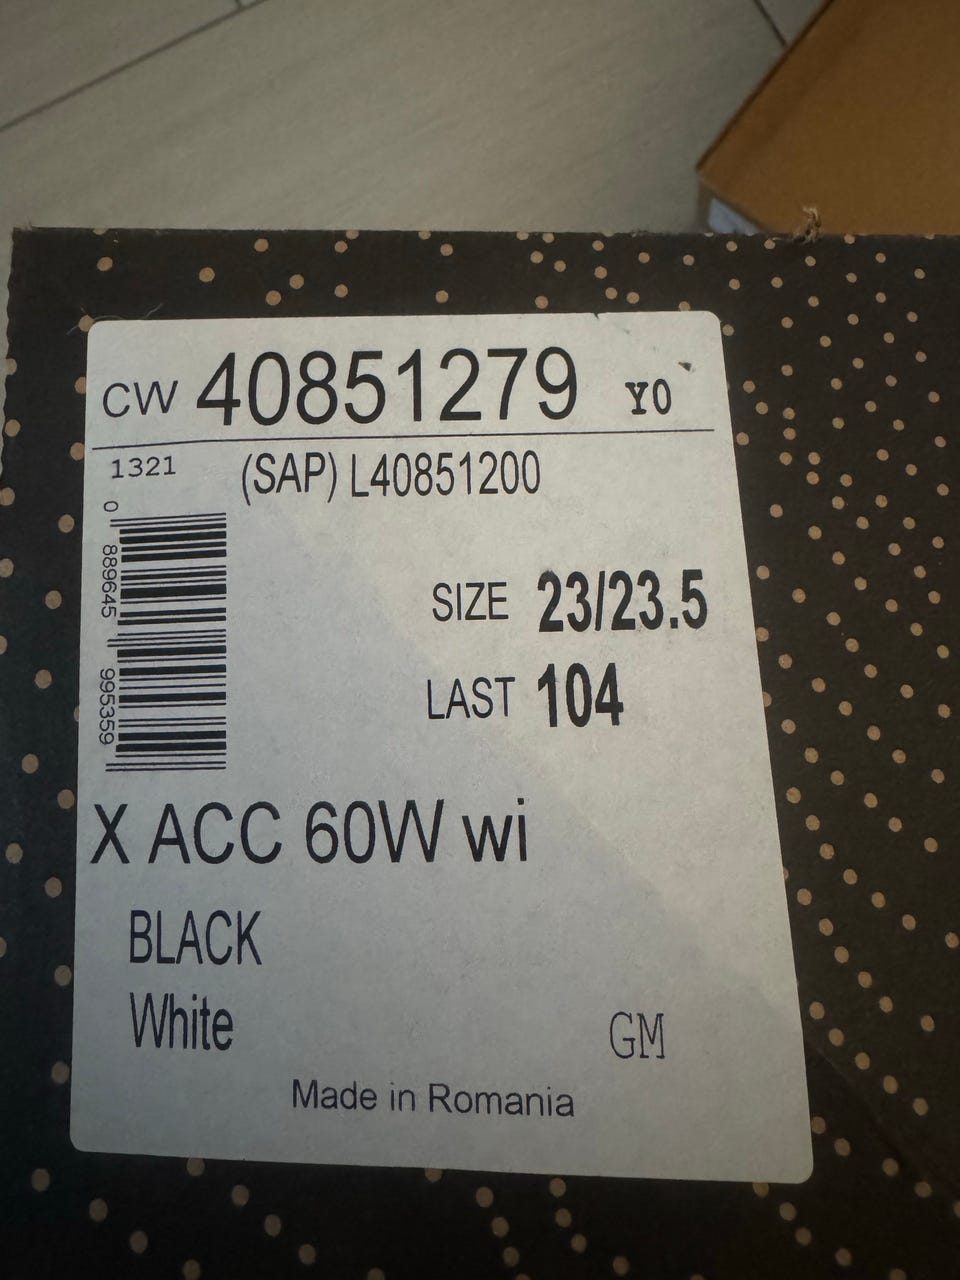 CW 40851279 Y0
1321 (SAP) L40851200
0 889645 995359
SIZE 23/23.5
LAST 104
X ACC 60W wi
BLACK
White
GM
Made in Romania